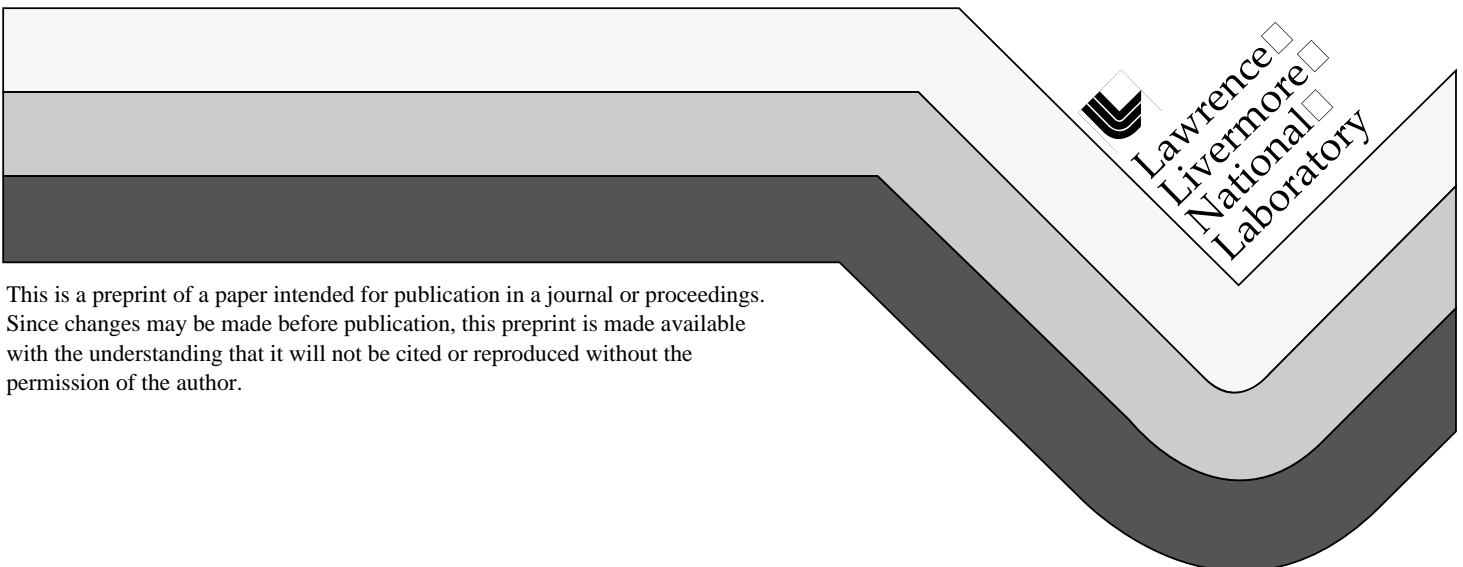 Lawrence
Livermore
National
Laboratory
This is a preprint of a paper intended for publication in a journal or proceedings.
Since changes may be made before publication, this preprint is made available
with the understanding that it will not be cited or reproduced without the
permission of the author.